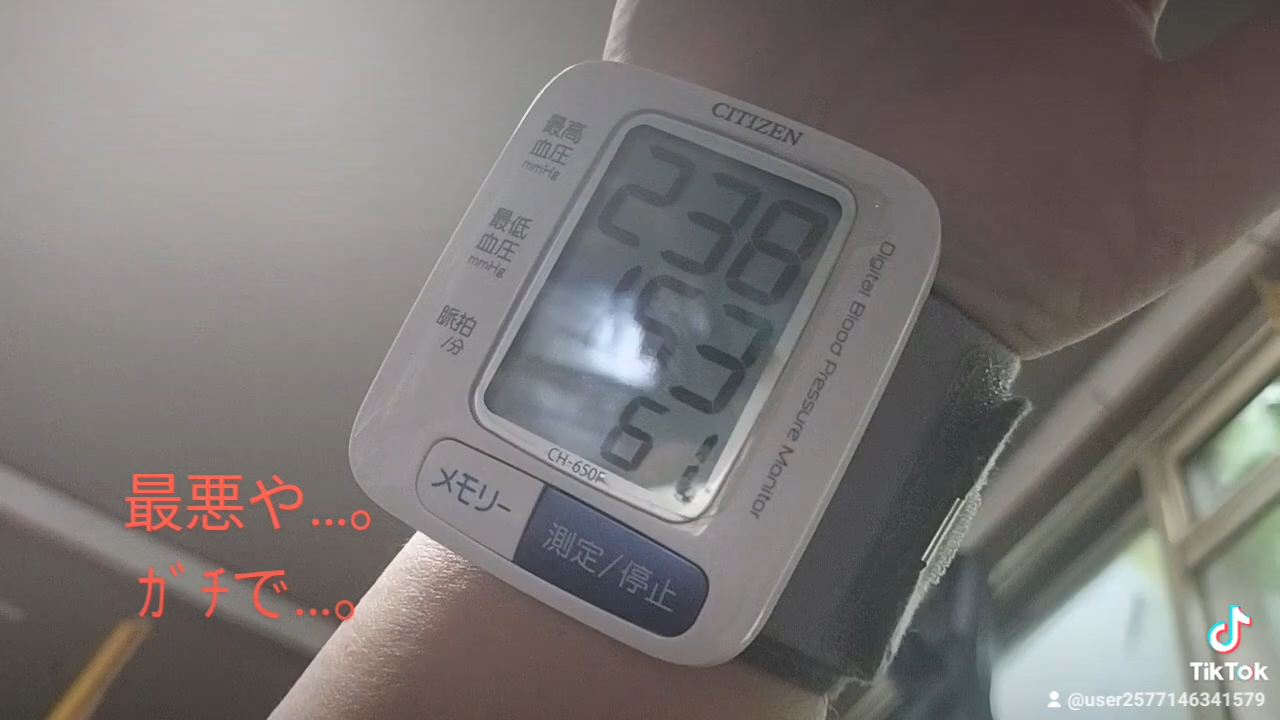 CITIZEN
最高
血圧
mmHg
238
最低
血圧
mmHg
153
脈拍
/分
61
Digital Blood Pressure Monitor
CH-650F
メモリー
測定/停止
最悪や...。
ガチで...。
TikTok
@user2577146341579